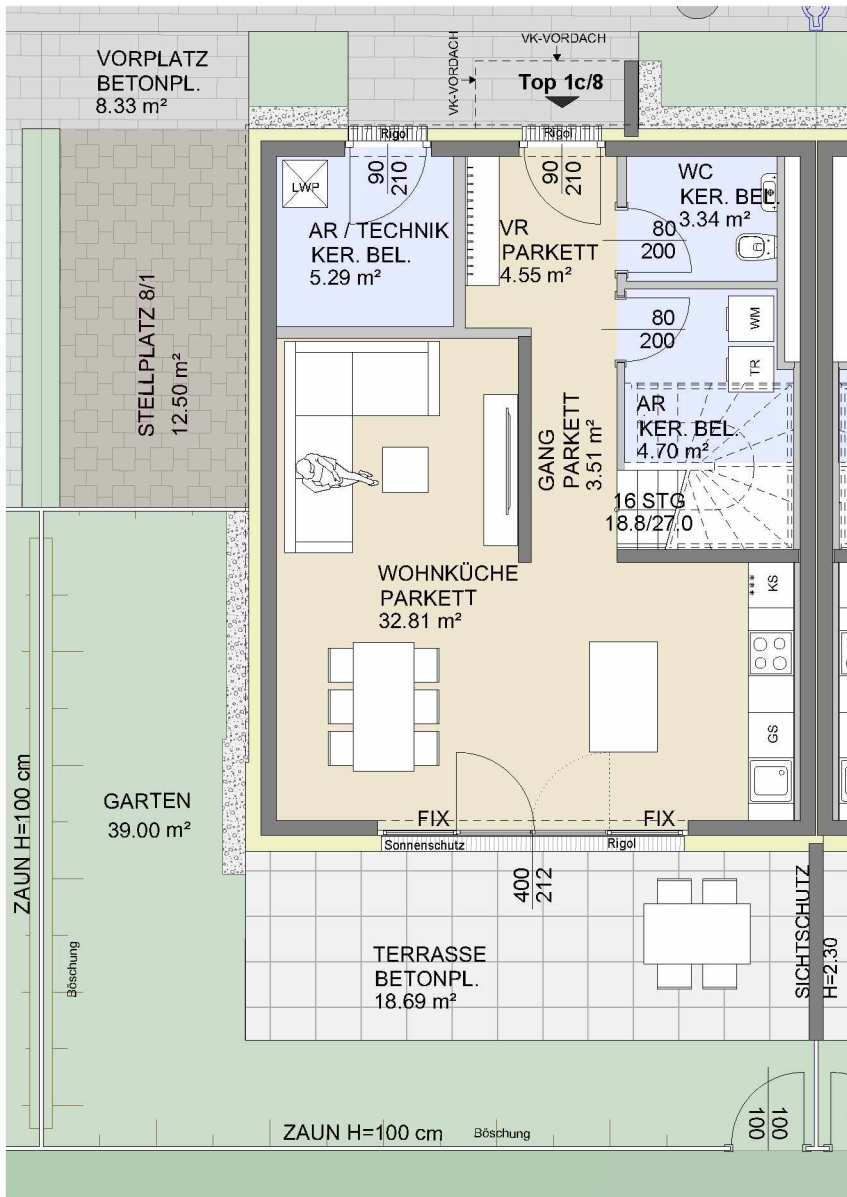 VK-VORDACH
VK-VORDACH
VORPLATZ
BETONPL.
8.33 m²
Top 1c/8
Rigol
Rigol
LWP
90
210
90
210
AR / TECHNIK
KER. BEL.
5.29 m²
VR
PARKETT
4.55 m²
WC
KER. BEL.
3.34 m²
80
200
80
200
WM
TR
STELLPLATZ 8/1
12.50 m²
AR
KER. BEL.
4.70 m²
GANG
PARKETT
3.51 m²
16 STG
18.8/27.0
WOHNKÜCHE
PARKETT
32.81 m²
***
KS
GS
GARTEN
39.00 m²
ZAUN H=100 cm
Böschung
FIX
FIX
Sonnenschutz
Rigol
400
212
TERRASSE
BETONPL.
18.69 m²
SICHTSCHUTZ
H=2.30
ZAUN H=100 cm
Böschung
100
100